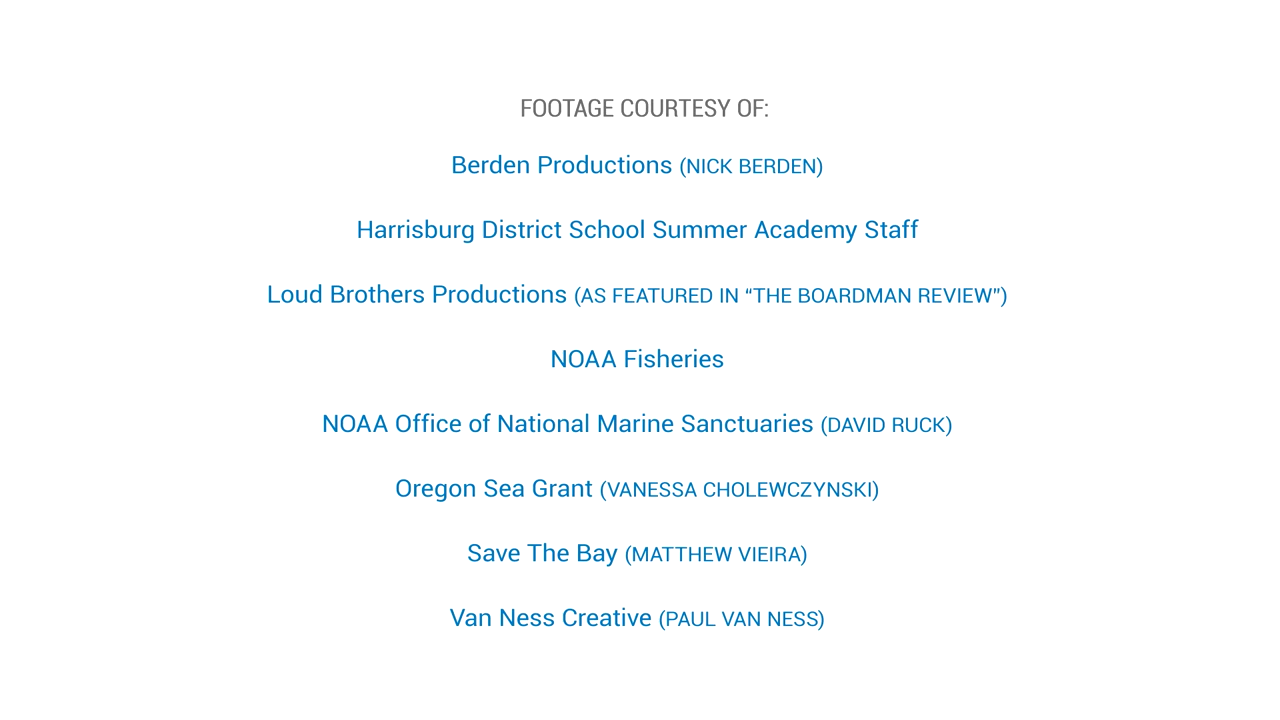 FOOTAGE COURTESY OF:
Berden Productions (NICK BERDEN)
Harrisburg District School Summer Academy Staff
Loud Brothers Productions (AS FEATURED IN “THE BOARDMAN REVIEW”)
NOAA Fisheries
NOAA Office of National Marine Sanctuaries (DAVID RUCK)
Oregon Sea Grant (VANESSA CHOLEWCZYNSKI)
Save The Bay (MATTHEW VIEIRA)
Van Ness Creative (PAUL VAN NESS)